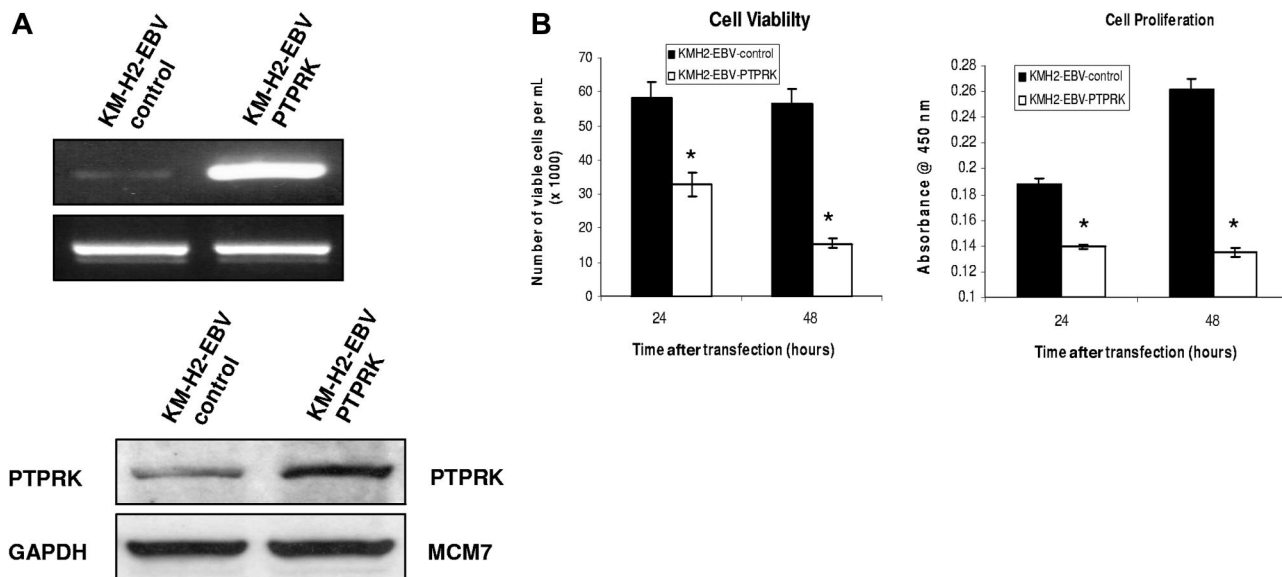 A
KM-H2-EBV
control
KM-H2-EBV
PTPRK
KM-H2-EBV
control
KM-H2-EBV
PTPRK
PTPRK
PTPRK
GAPDH
MCM7
B
Cell Viablilty
KMH2-EBV-control
KMH2-EBV-PTPRK
Number of viable cells per mL
(x 1000)
70
60
50
40
30
20
10
0
*
*
24
48
Time after transfection (hours)
Cell Proliferation
KMH2-EBV-control
KMH2-EBV-PTPRK
Absorbance @ 450 nm
0.28
0.26
0.24
0.22
0.2
0.18
0.16
0.14
0.12
0.1
*
*
24
48
Time after transfection (hours)